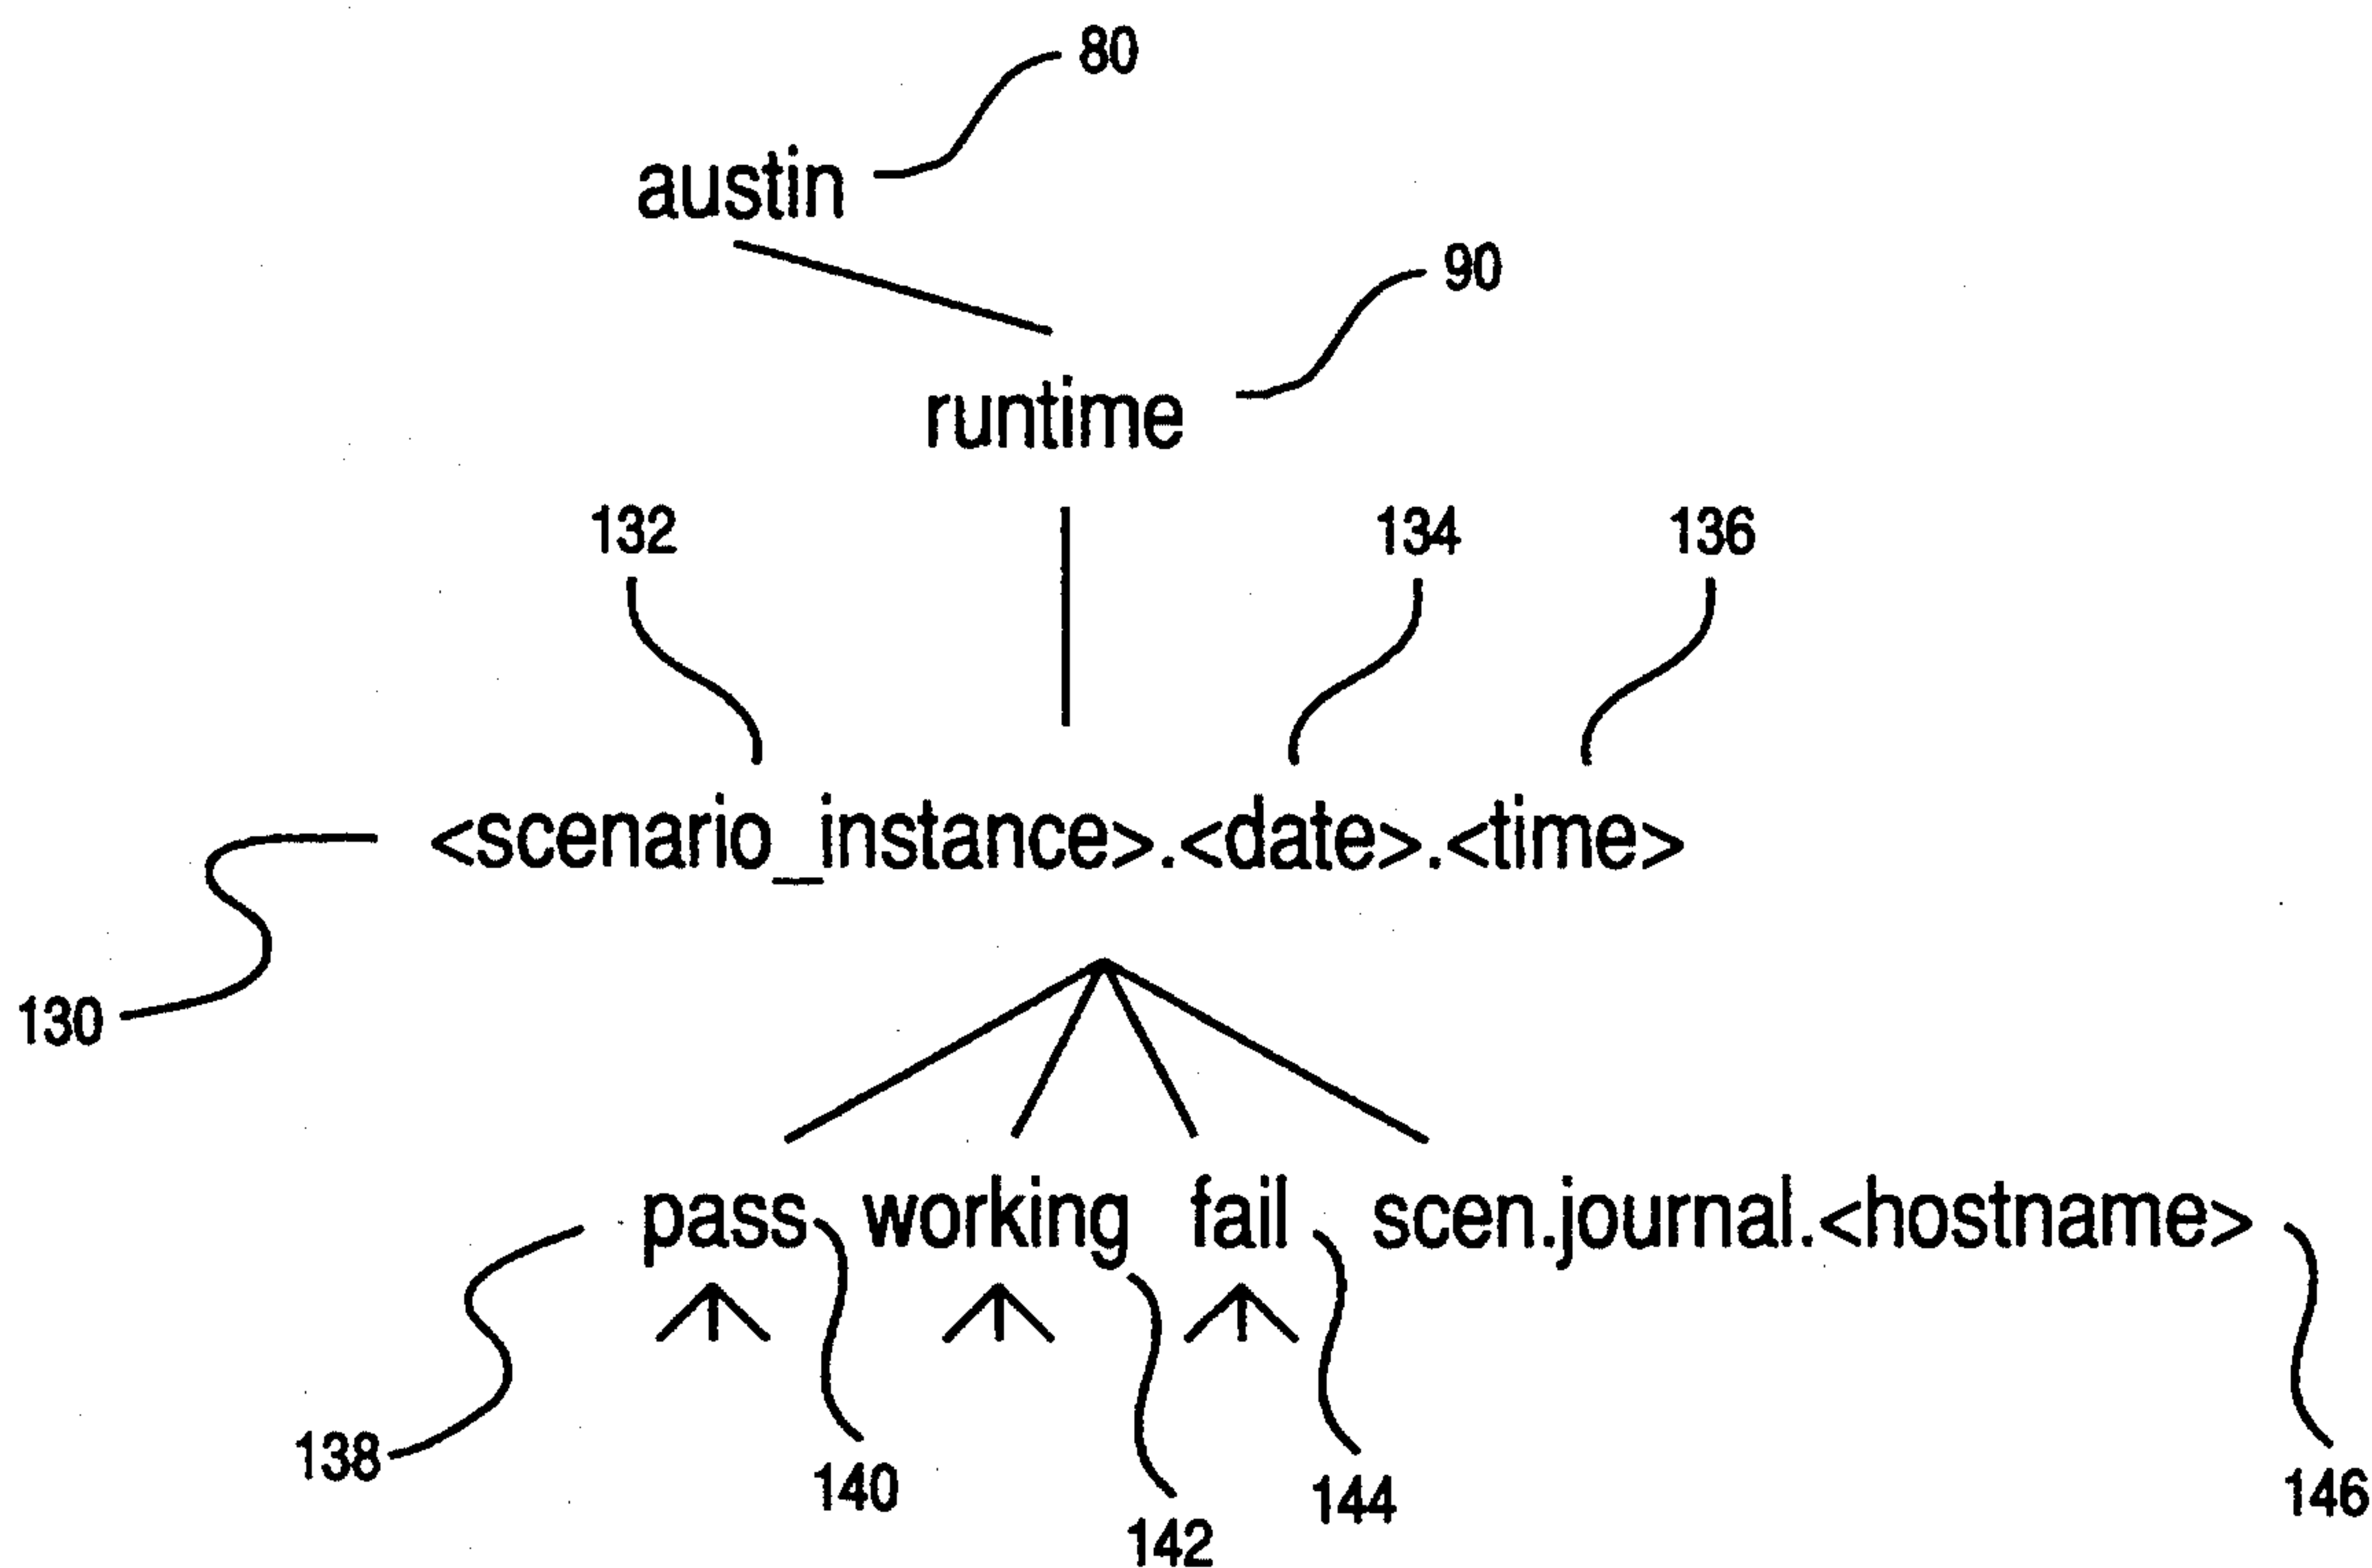 80
austin
90
runtime
132 134 136
<scenario_instance>.<date>.<time>
130
pass working fail scen.journal.<hostname>
138 140 142 144 146